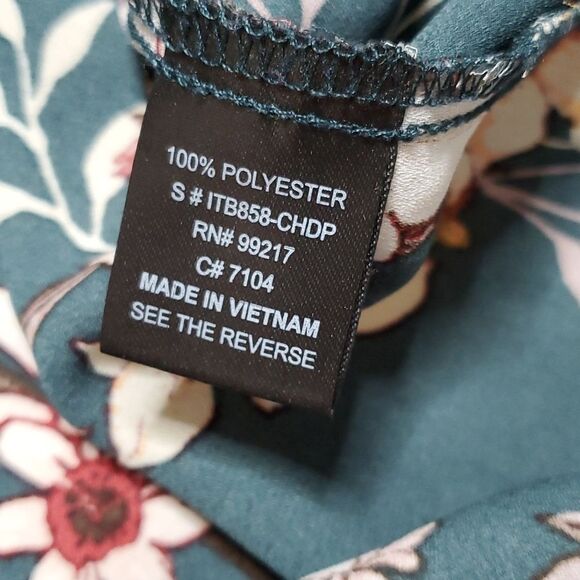 100% POLYESTER
S # ITB858-CHDP
RN# 99217
C# 7104
MADE IN VIETNAM
SEE THE REVERSE